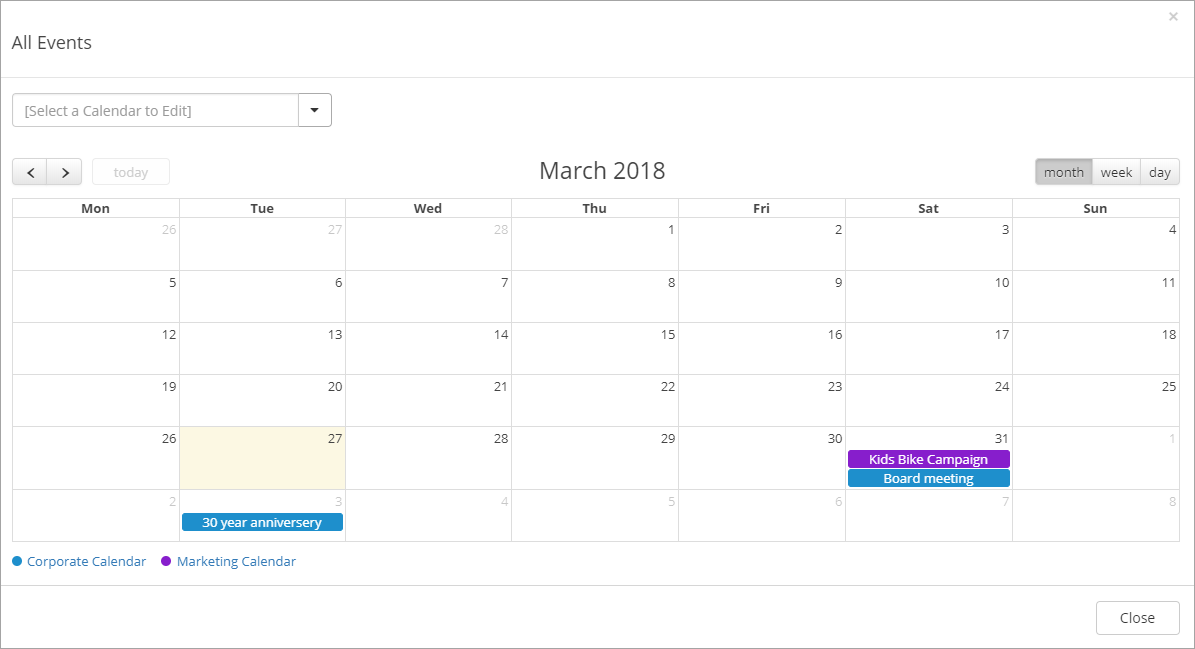 ×
All Events
[Select a Calendar to Edit]
today
March 2018
month week day
Mon Tue Wed Thu Fri Sat Sun
26 27 28 1 2 3 4
5 6 7 8 9 10 11
12 13 14 15 16 17 18
19 20 21 22 23 24 25
26 27 28 29 30 31 1
Kids Bike Campaign
Board meeting
2 3 4 5 6 7 8
30 year anniversery
Corporate Calendar Marketing Calendar
Close